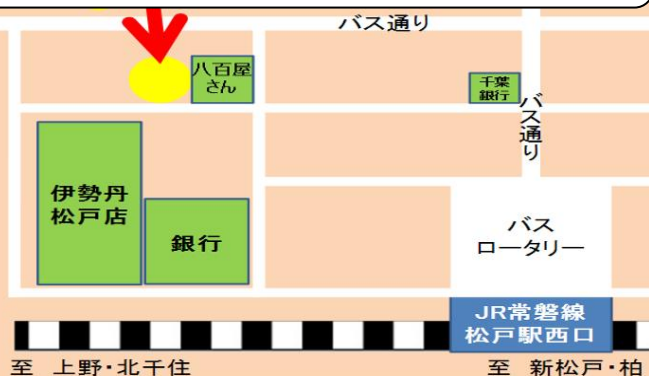 バス通り
八百屋
さん
千葉
銀行
バス通り
伊勢丹
松戸店
銀行
バス
ロータリー
JR常磐線
松戸駅西口
至 上野・北千住
至 新松戸・柏